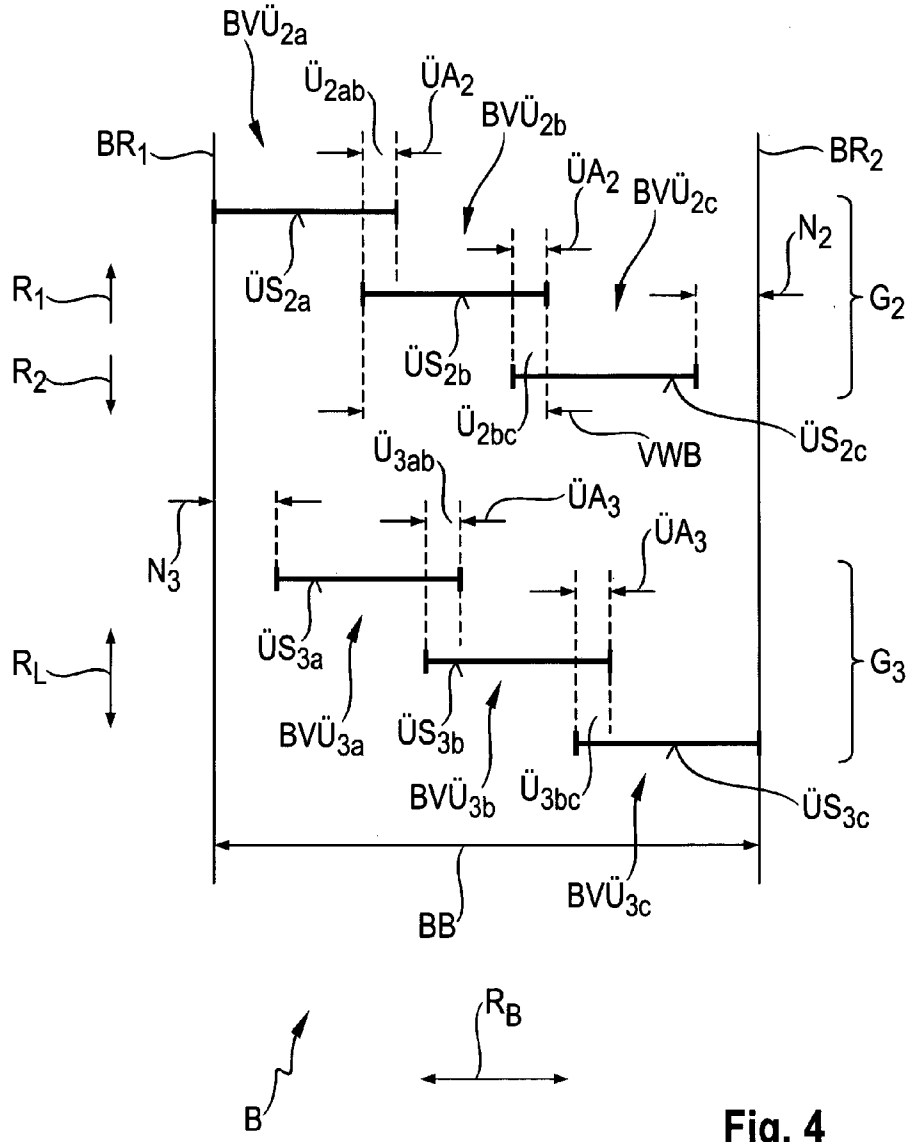 BVÜ2a
Ü2ab
ÜA2
BVÜ2b
BR1
BR2
ÜA2
BVÜ2c
N2
ÜS2a
R1
G2
ÜS2b
R2
Ü2bc
VWB
ÜS2c
Ü3ab
ÜA3
N3
ÜA3
ÜS3a
RL
G3
BVÜ3a
ÜS3b
BVÜ3b
Ü3bc
ÜS3c
BVÜ3c
BB
RB
B
Fig. 4